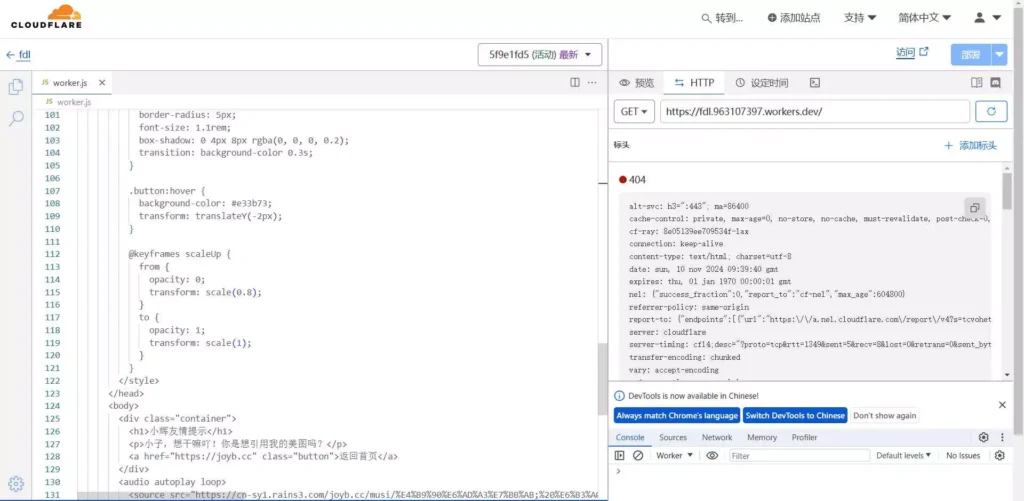 CLOUDFLARE
转到...
添加站点
支持
简体中文
fdl
5f9e1fd5 (活动) 最新
访问
部署
JS worker.js
JS worker.js
预览
HTTP
设定时间
GET
https://fdl.963107397.workers.dev/
标头
添加标头
404
101 border-radius: 5px;
102 font-size: 1.1rem;
103 box-shadow: 0 4px 8px rgba(0, 0, 0, 0.2);
104 transition: background-color 0.3s;
105 }
106
107 .button:hover {
108 background-color: #e33b73;
109 transform: translateY(-2px);
110 }
111
112 @keyframes scaleUp {
113 from {
114 opacity: 0;
115 transform: scale(0.8);
116 }
117 to {
118 opacity: 1;
119 transform: scale(1);
120 }
121 }
122 </style>
123 </head>
124 <body>
125 <div class="container">
126 <h1>小辉友情提示</h1>
127 <p>小子，想干嘛吖！你是想引用我的美图吗？</p>
128 <a href="https://joyb.cc" class="button">返回首页</a>
129 </div>
130 <audio autoplay loop>
131 <source src="https://cn-sy1.rains3.com/joyb.cc/musi/%E4%B9%90%E6%AD%A3%E7%BB%AB;%20%E6%B3%A
alt-svc: h3=":443"; ma=86400
cache-control: private, max-age=0, no-store, no-cache, must-revalidate, post-check=0,
cf-ray: 8e05139ee709534f-lax
connection: keep-alive
content-type: text/html; charset=utf-8
date: sun, 10 nov 2024 09:39:40 gmt
expires: thu, 01 jan 1970 00:00:01 gmt
nel: {"success_fraction":0,"report_to":"cf-nel","max_age":604800}
referrer-policy: same-origin
report-to: {"endpoints":[{"url":"https:\/\/a.nel.cloudflare.com\/report\/v4?s=tcvohet
server: cloudflare
server-timing: cfl4;desc="?proto=tcp&rtt=1349&sent=5&recv=8&lost=0&retrans=0&sent_byt
transfer-encoding: chunked
vary: accept-encoding
DevTools is now available in Chinese!
Always match Chrome's language
Switch DevTools to Chinese
Don't show again
Console
Sources
Network
Memory
Profiler
Worker
Filter
Default levels
No Issues